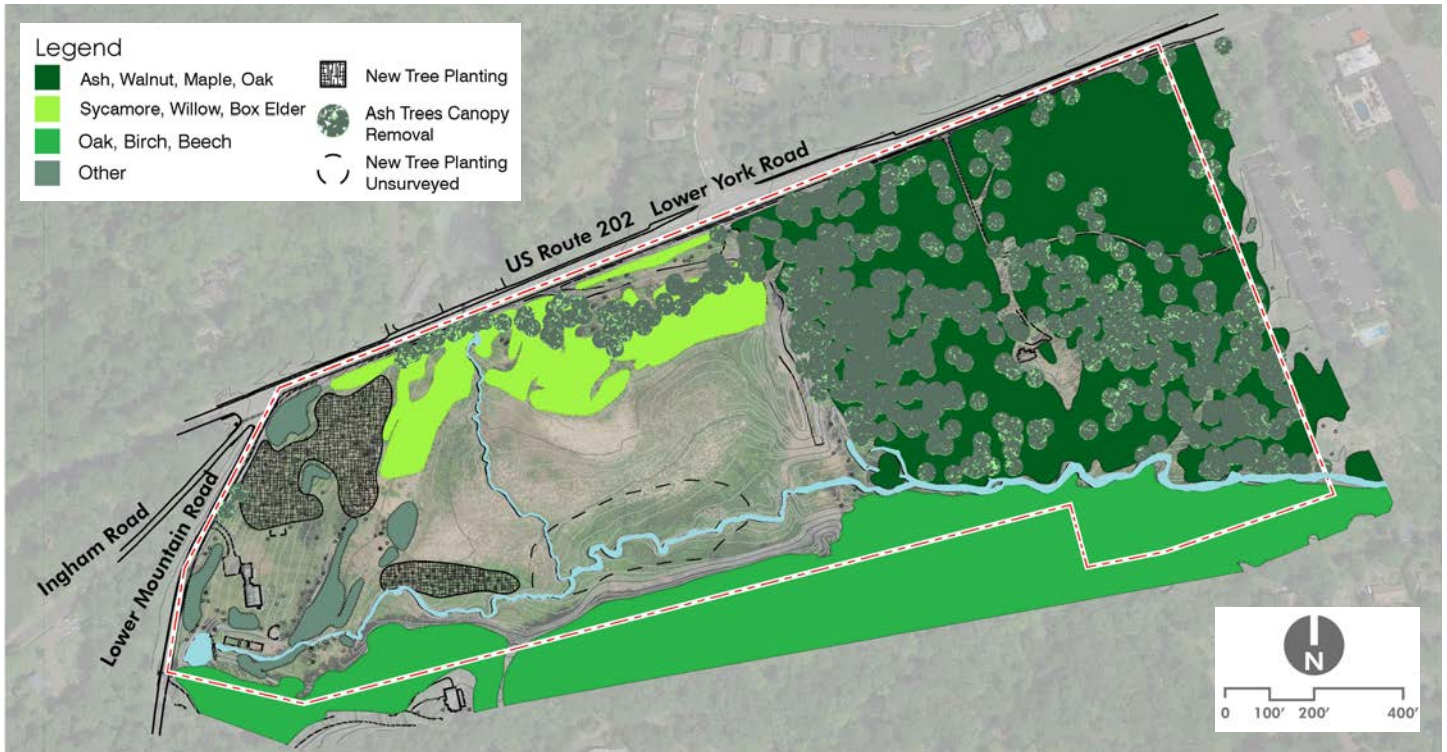 Legend
Ash, Walnut, Maple, Oak
Sycamore, Willow, Box Elder
Oak, Birch, Beech
Other
New Tree Planting
Ash Trees Canopy
Removal
New Tree Planting
Unsurveyed
US Route 202 Lower York Road
Ingham Road
Lower Mountain Road
N
0 100' 200' 400'